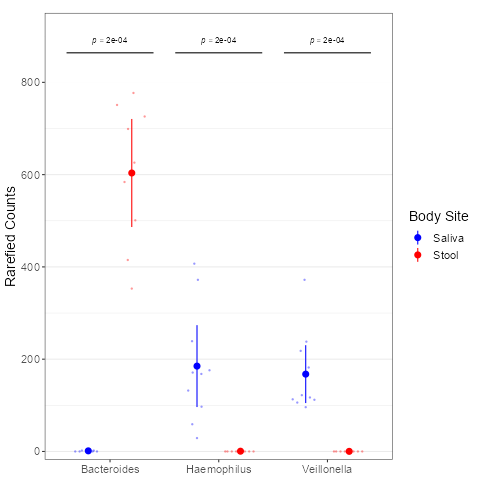 p = 2e-04 p = 2e-04 p = 2e-04
800
600
400
200
0
Rarefied Counts
Bacteroides Haemophilus Veillonella
Body Site
Saliva
Stool